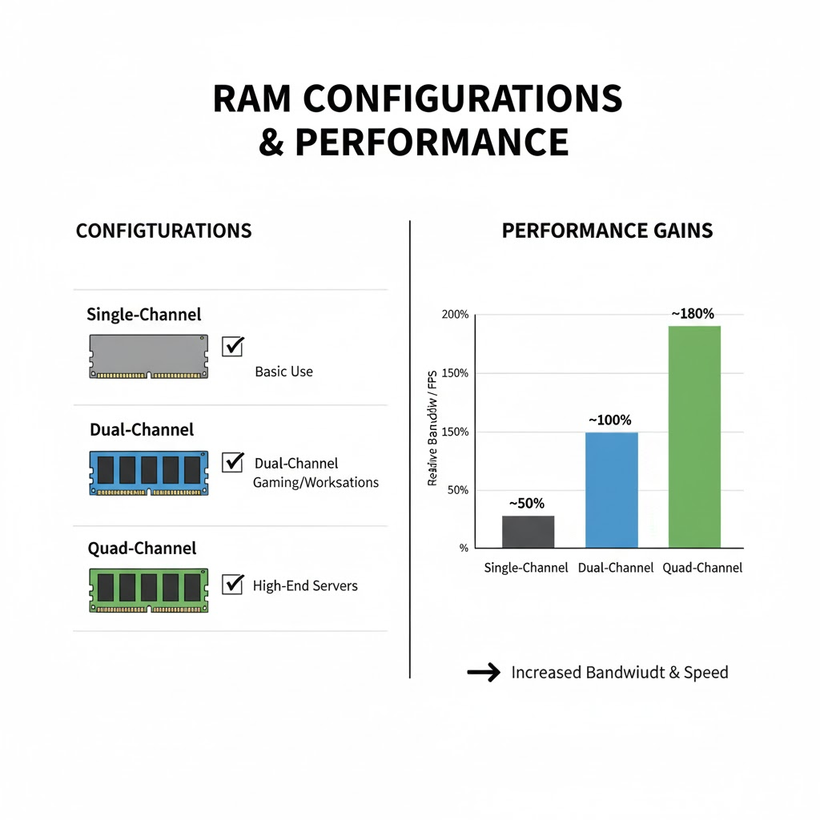 RAM CONFIGURATIONS
& PERFORMANCE
CONFIGTURATIONS
Single-Channel
Basic Use
Dual-Channel
Dual-Channel
Gaming/Worksations
Quad-Channel
High-End Servers
PERFORMANCE GAINS
200%
150%
150%
50%
%
/ FPS
~50%
~100%
~180%
Single-Channel Dual-Channel Quad-Channel
Increased Bandwiudt & Speed